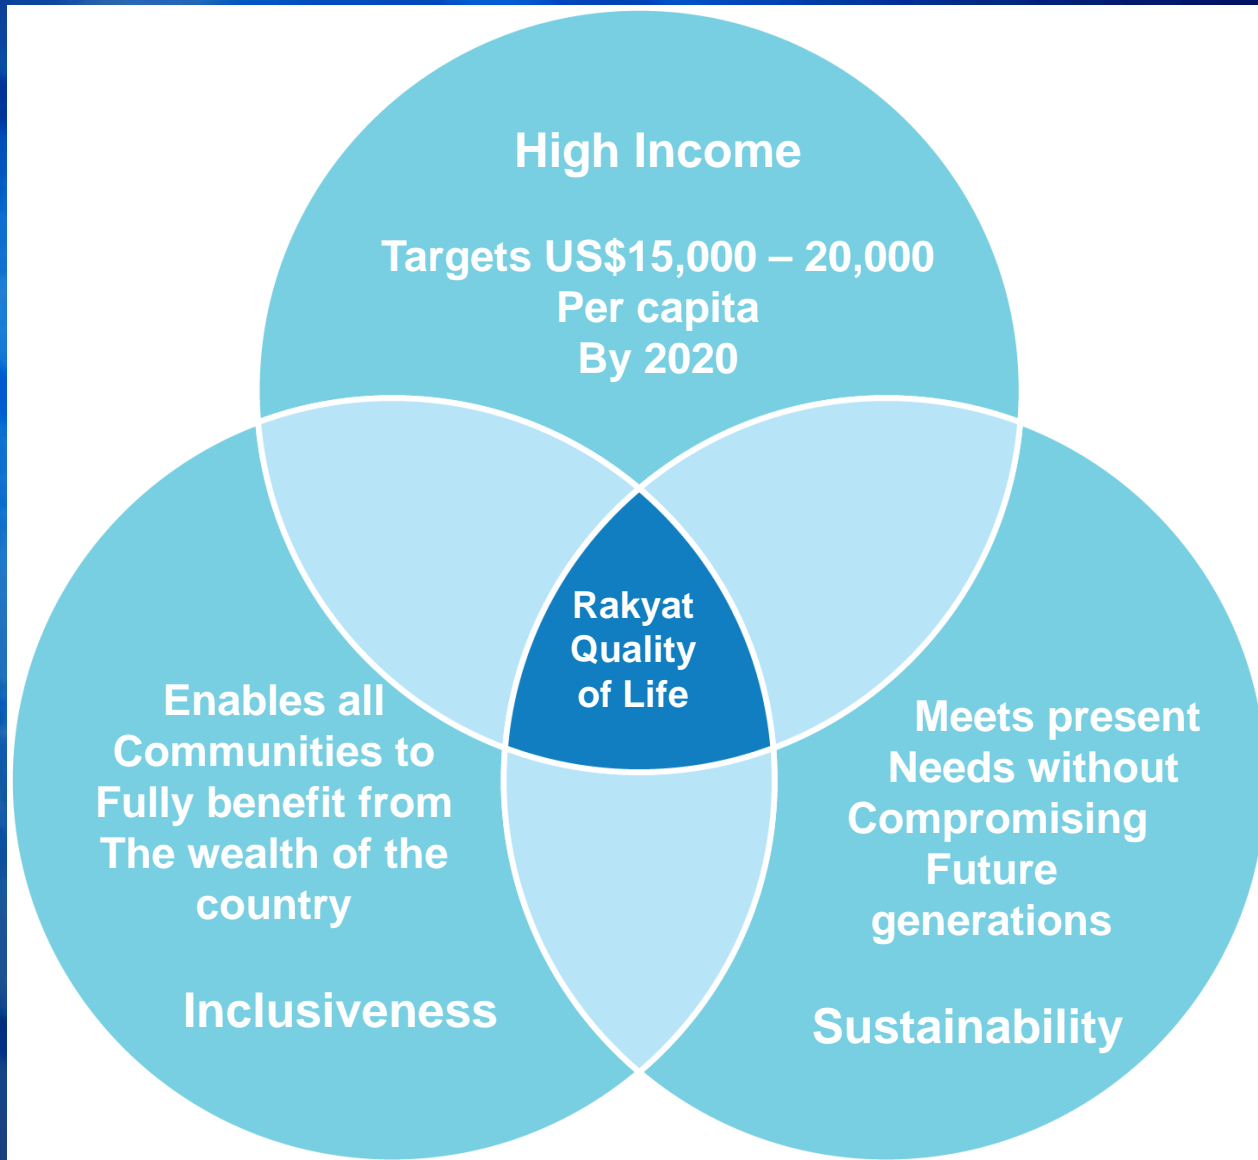 High Income
Targets US$15,000 – 20,000
Per capita
By 2020
Rakyat
Quality
of Life
Enables all
Communities to
Fully benefit from
The wealth of the
country
Inclusiveness
Meets present
Needs without
Compromising
Future
generations
Sustainability